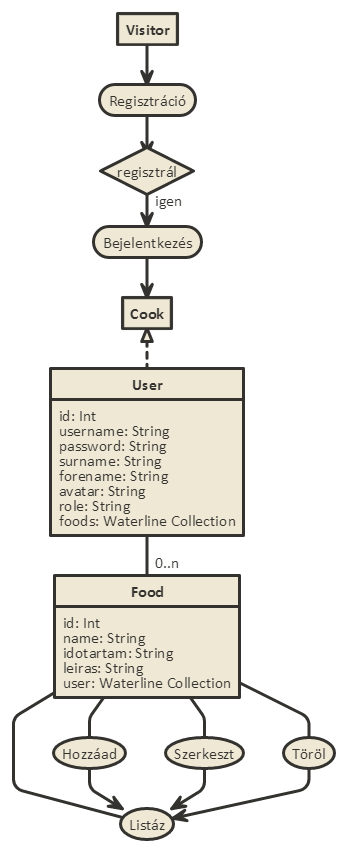 Visitor
Regisztráció
regisztrál
igen
Bejelentkezés
Cook
User
id: Int
username: String
password: String
surname: String
forename: String
avatar: String
role: String
foods: Waterline Collection
0..n
Food
id: Int
name: String
idotartam: String
leiras: String
user: Waterline Collection
Hozzáad
Szerkeszt
Töröl
Listáz